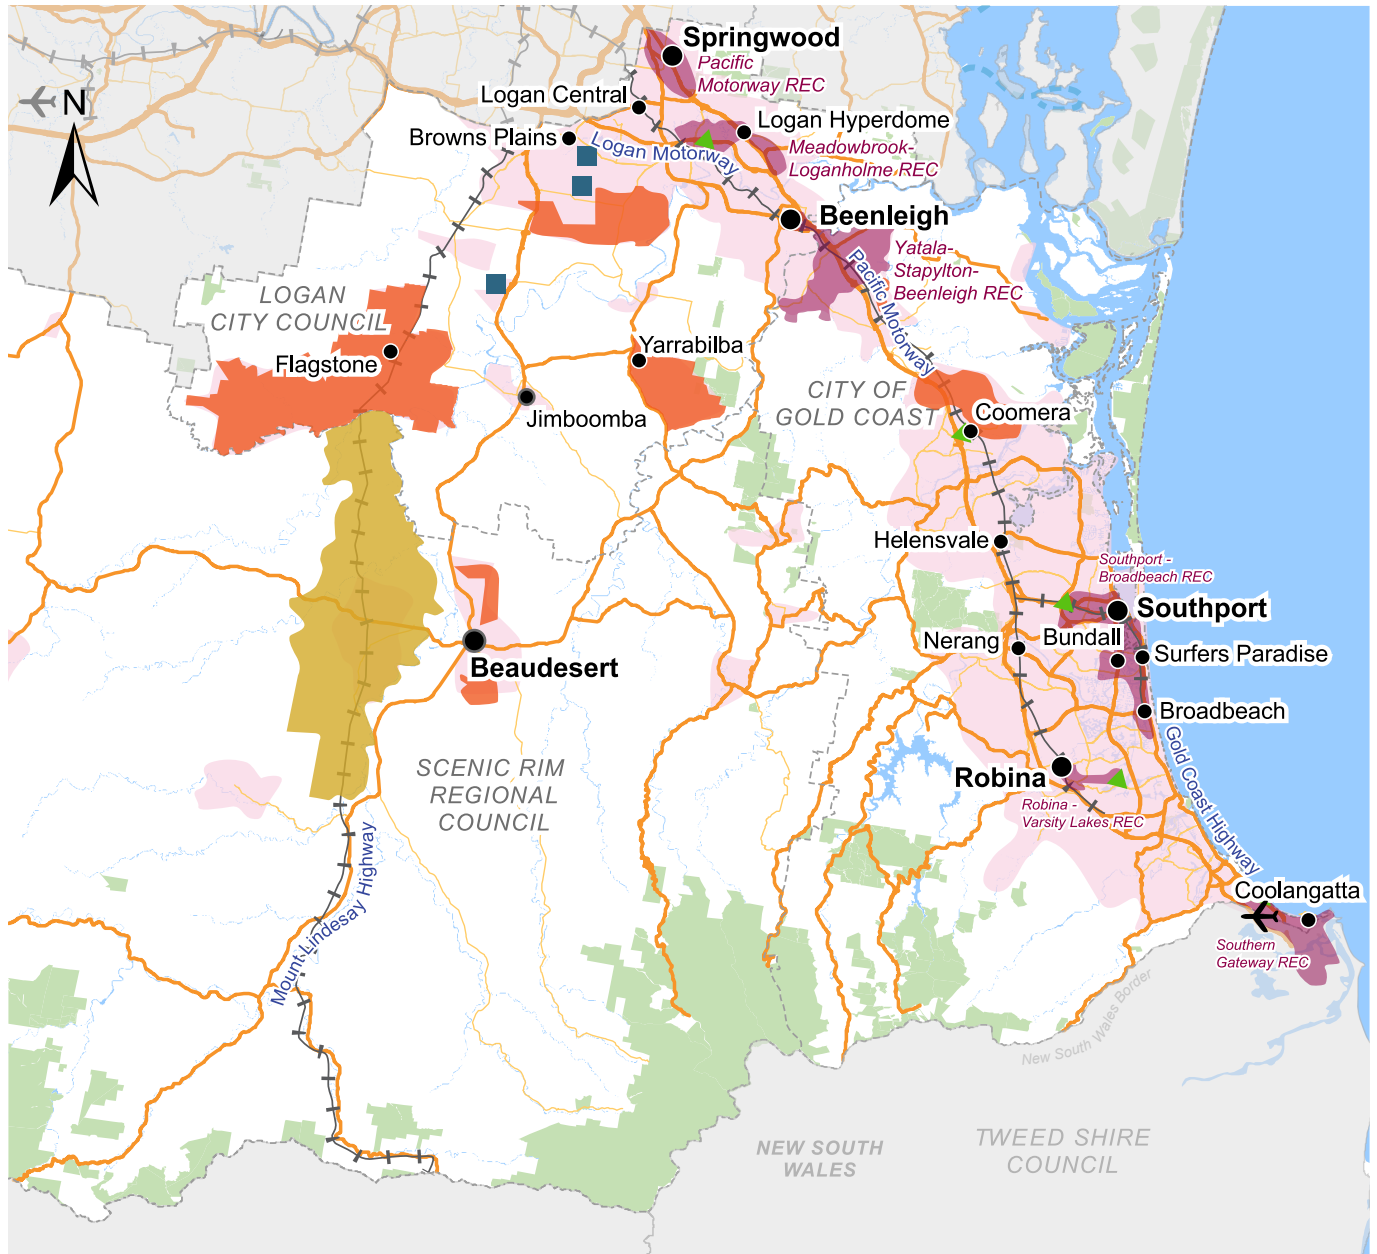 Springwood
Pacific
Motorway REC
N
Logan Central
Logan Hyperdome
Browns Plains
Logan Motorway
Meadowbrook-
Loganholme REC
Beenleigh
Yatala-
Stapylton-
Beenleigh REC
Pacific Motorway
LOGAN
CITY COUNCIL
Flagstone
Yarrabilba
CITY OF
GOLD COAST
Coomera
Jimboomba
Helensvale
Southport -
Broadbeach REC
Southport
Nerang
Bundall
Surfers Paradise
Beaudesert
Broadbeach
Gold Coast Highway
SCENIC RIM
REGIONAL
COUNCIL
Robina
Robina -
Varsity Lakes REC
Mount Lindesay Highway
Coolangatta
Southern
Gateway REC
New South Wales Border
NEW SOUTH
WALES
TWEED SHIRE
COUNCIL